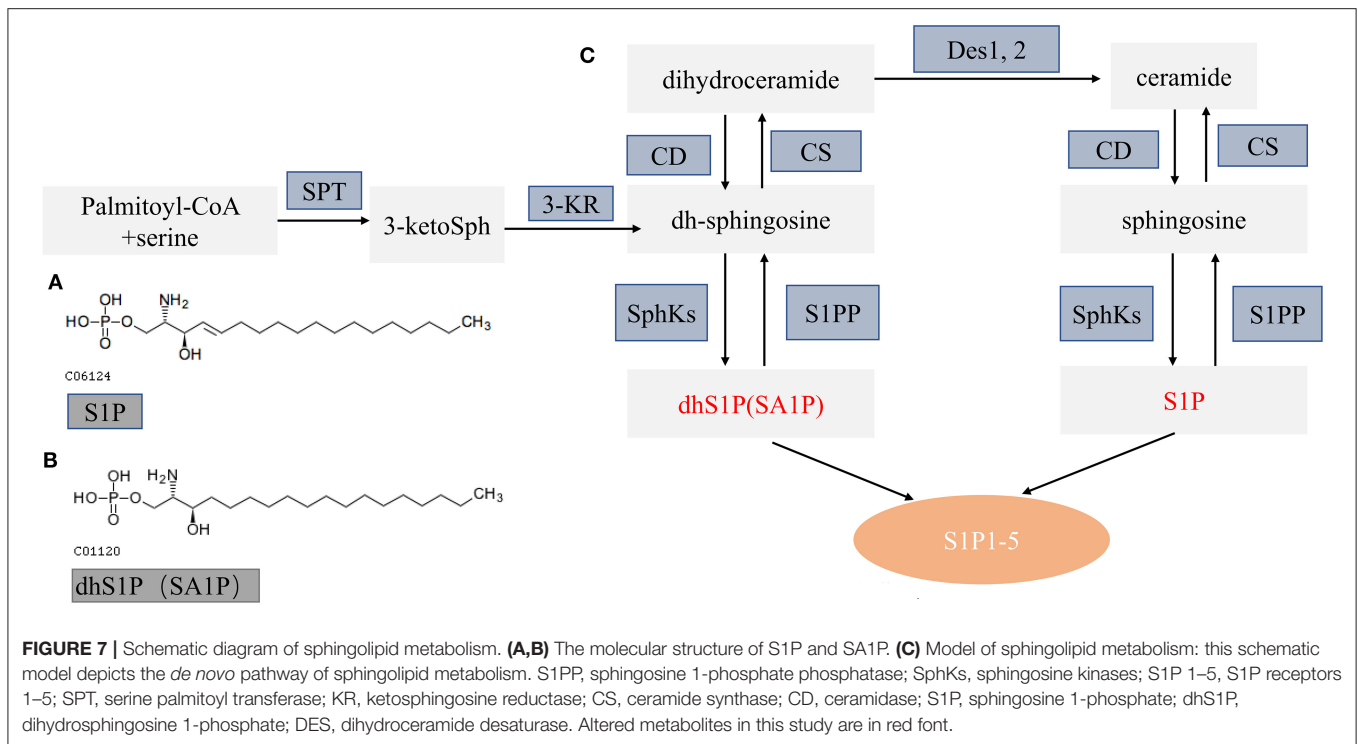 C
Des1, 2
dihydroceramide
ceramide
CD
CS
CD
CS
SPT
3-KR
Palmitoyl-CoA
+serine
3-ketoSph
dh-sphingosine
sphingosine
A
OH
NH2
HO
P
O
O
OH
CH3
C06124
S1P
SphKs
S1PP
SphKs
S1PP
dhS1P(SA1P)
S1P
B
OH
H2N
HO
P
O
O
OH
CH3
C01120
dhS1P (SA1P)
S1P1-5
FIGURE 7 | Schematic diagram of sphingolipid metabolism. (A,B) The molecular structure of S1P and SA1P. (C) Model of sphingolipid metabolism: this schematic
model depicts the de novo pathway of sphingolipid metabolism. S1PP, sphingosine 1-phosphate phosphatase; SphKs, sphingosine kinases; S1P 1–5, S1P receptors
1–5; SPT, serine palmitoyl transferase; KR, ketosphingosine reductase; CS, ceramide synthase; CD, ceramidase; S1P, sphingosine 1-phosphate; dhS1P,
dihydrosphingosine 1-phosphate; DES, dihydroceramide desaturase. Altered metabolites in this study are in red font.